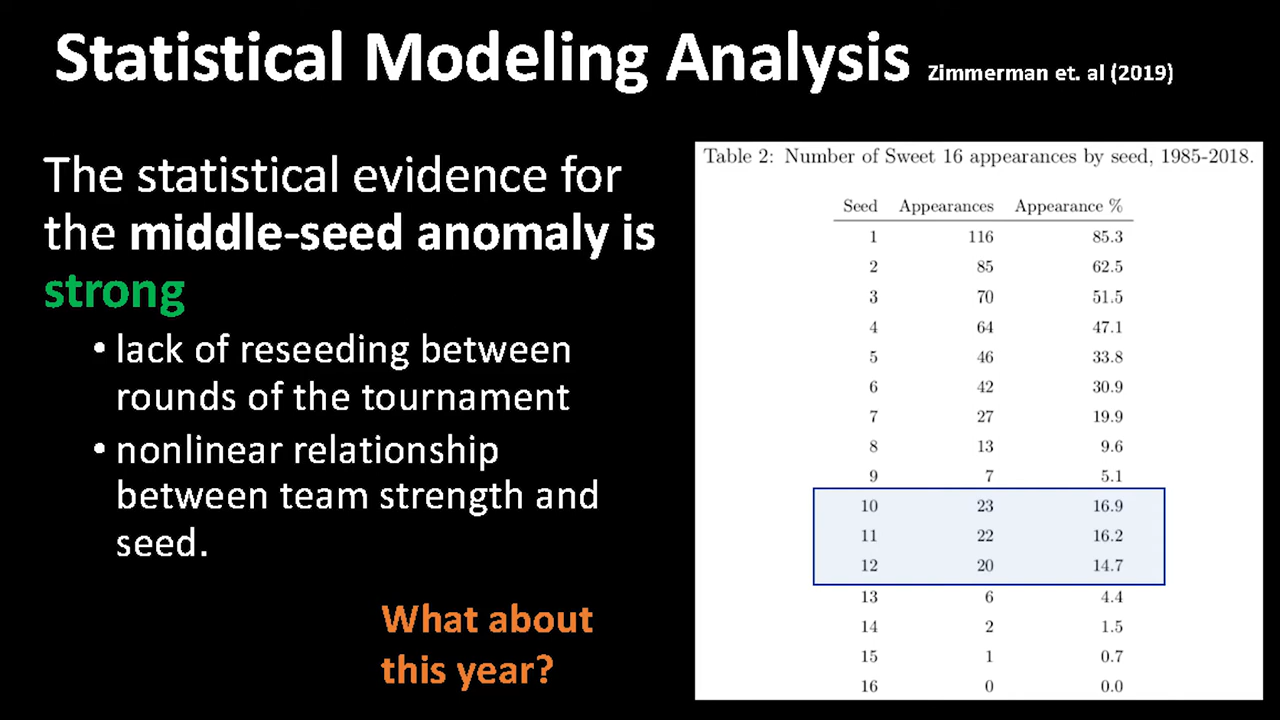 Statistical Modeling Analysis Zimmerman et. al (2019)
The statistical evidence for
the middle-seed anomaly is
strong
• lack of reseeding between
rounds of the tournament
• nonlinear relationship
between team strength and
seed.
What about
this year?
Table 2: Number of Sweet 16 appearances by seed, 1985-2018.
Seed Appearances Appearance %
1 116 85.3
2 85 62.5
3 70 51.5
4 64 47.1
5 46 33.8
6 42 30.9
7 27 19.9
8 13 9.6
9 7 5.1
10 23 16.9
11 22 16.2
12 20 14.7
13 6 4.4
14 2 1.5
15 1 0.7
16 0 0.0